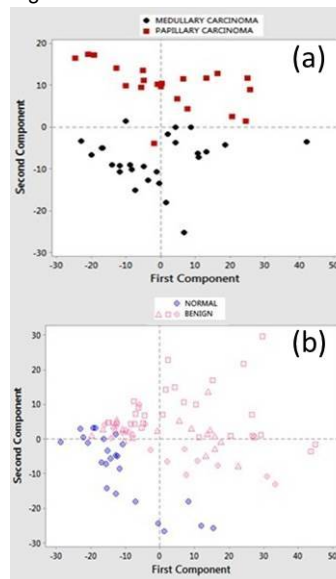 MEDULLARY CARCINOMA
PAPILLARY CARCINOMA
(a)
20
10
0
-10
-20
-30
Second Component
-30 -20 -10 0 10 20 30 40 50
First Component
NORMAL
BENIGN
(b)
30
20
10
0
-10
-20
-30
Second Component
-30 -20 -10 0 10 20 30 40 50
First Component